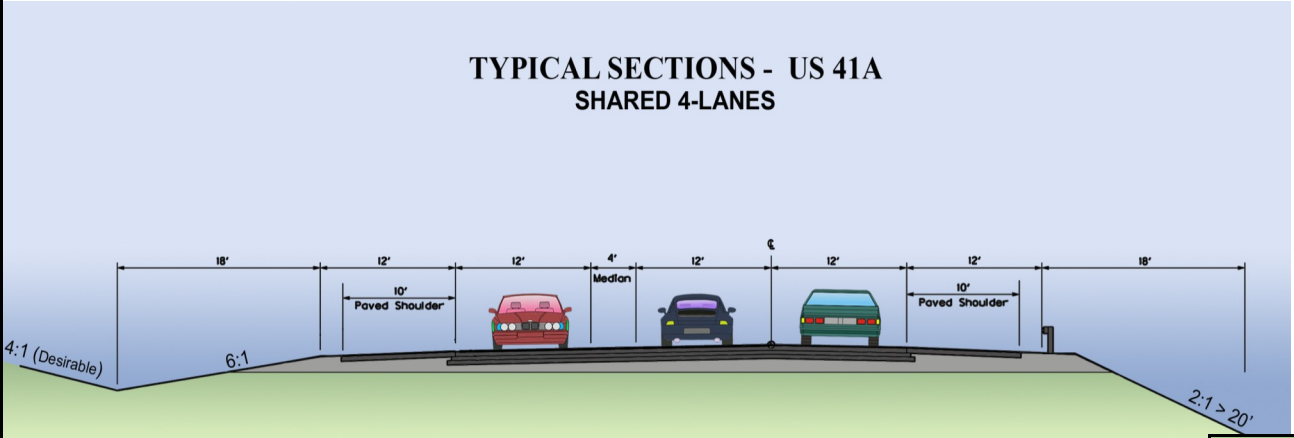 TYPICAL SECTIONS - US 41A
SHARED 4-LANES
℄
18' 12' 12' 4' 12' 12' 12' 18'
Median
10' 10'
Paved Shoulder Paved Shoulder
4:1 (Desirable)
6:1
2:1 > 20'